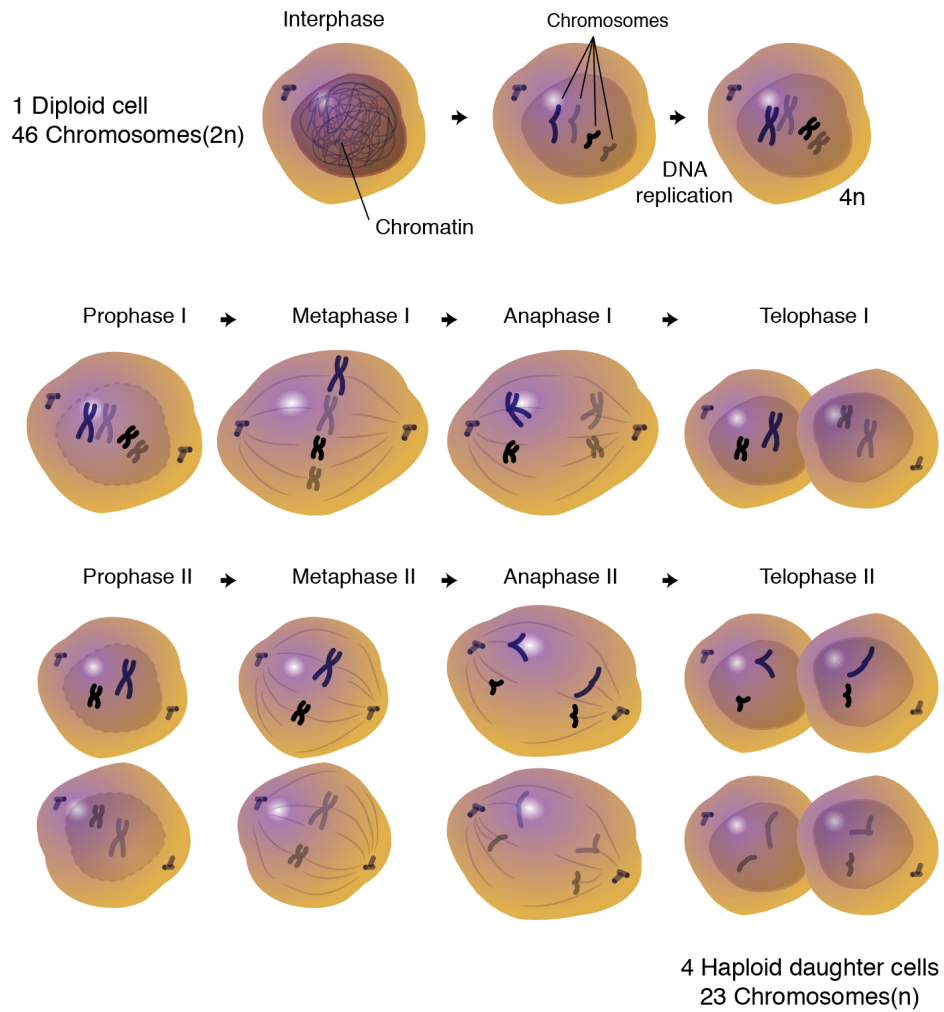 Interphase
Chromosomes
1 Diploid cell
46 Chromosomes(2n)
DNA
replication
4n
Chromatin
Prophase I
Metaphase I
Anaphase I
Telophase I
Prophase II
Metaphase II
Anaphase II
Telophase II
4 Haploid daughter cells
23 Chromosomes(n)